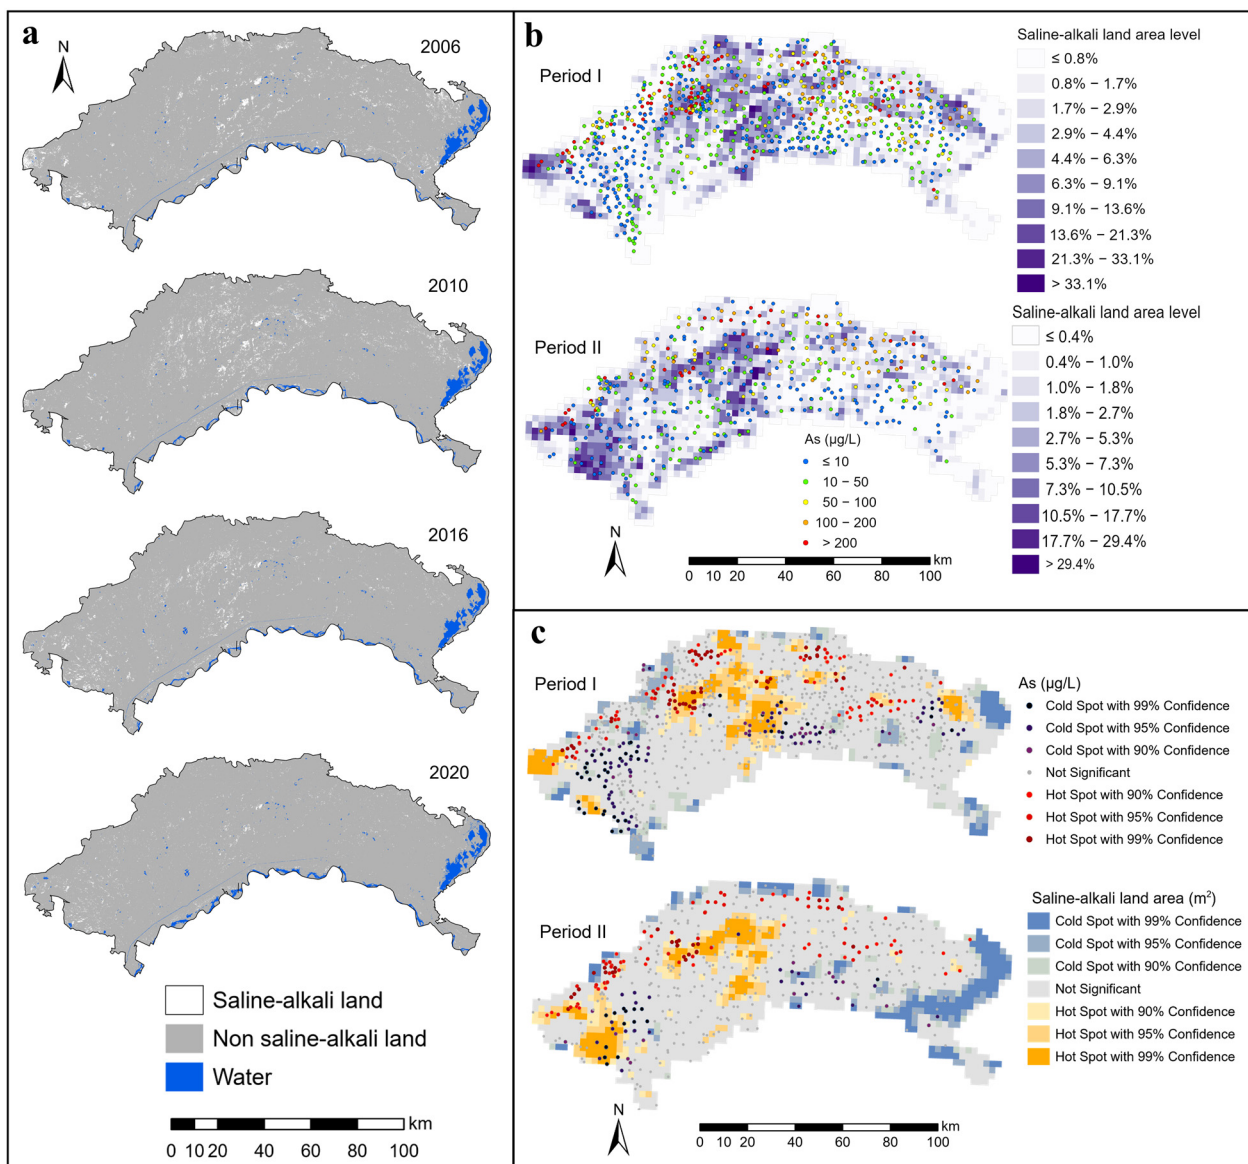 a
N
2006
2010
2016
2020
Saline-alkali land
Non saline-alkali land
Water
km
0 10 20 40 60 80 100
b
Period I
Saline-alkali land area level
≤ 0.8%
0.8% − 1.7%
1.7% − 2.9%
2.9% − 4.4%
4.4% − 6.3%
6.3% − 9.1%
9.1% − 13.6%
13.6% − 21.3%
21.3% − 33.1%
> 33.1%
Period II
Saline-alkali land area level
≤ 0.4%
0.4% − 1.0%
1.0% − 1.8%
1.8% − 2.7%
2.7% − 5.3%
5.3% − 7.3%
7.3% − 10.5%
10.5% − 17.7%
17.7% − 29.4%
> 29.4%
As (µg/L)
≤ 10
10 − 50
50 − 100
100 − 200
> 200
N
km
0 10 20 40 60 80 100
c
Period I
As (µg/L)
Cold Spot with 99% Confidence
Cold Spot with 95% Confidence
Cold Spot with 90% Confidence
Not Significant
Hot Spot with 90% Confidence
Hot Spot with 95% Confidence
Hot Spot with 99% Confidence
Period II
Saline-alkali land area (m²)
Cold Spot with 99% Confidence
Cold Spot with 95% Confidence
Cold Spot with 90% Confidence
Not Significant
Hot Spot with 90% Confidence
Hot Spot with 95% Confidence
Hot Spot with 99% Confidence
N
km
0 10 20 40 60 80 100